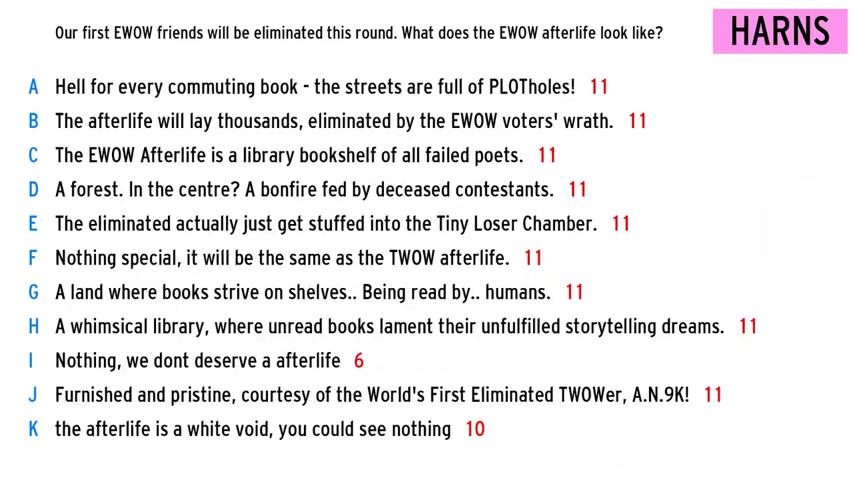 Our first EWOW friends will be eliminated this round. What does the EWOW afterlife look like?
HARNS
A Hell for every commuting book - the streets are full of PLOTholes! 11
B The afterlife will lay thousands, eliminated by the EWOW voters' wrath. 11
C The EWOW Afterlife is a library bookshelf of all failed poets. 11
D A forest. In the centre? A bonfire fed by deceased contestants. 11
E The eliminated actually just get stuffed into the Tiny Loser Chamber. 11
F Nothing special, it will be the same as the TWOW afterlife. 11
G A land where books strive on shelves.. Being read by.. humans. 11
H A whimsical library, where unread books lament their unfulfilled storytelling dreams. 11
I Nothing, we dont deserve a afterlife 6
J Furnished and pristine, courtesy of the World's First Eliminated TWOWer, A.N.9K! 11
K the afterlife is a white void, you could see nothing 10